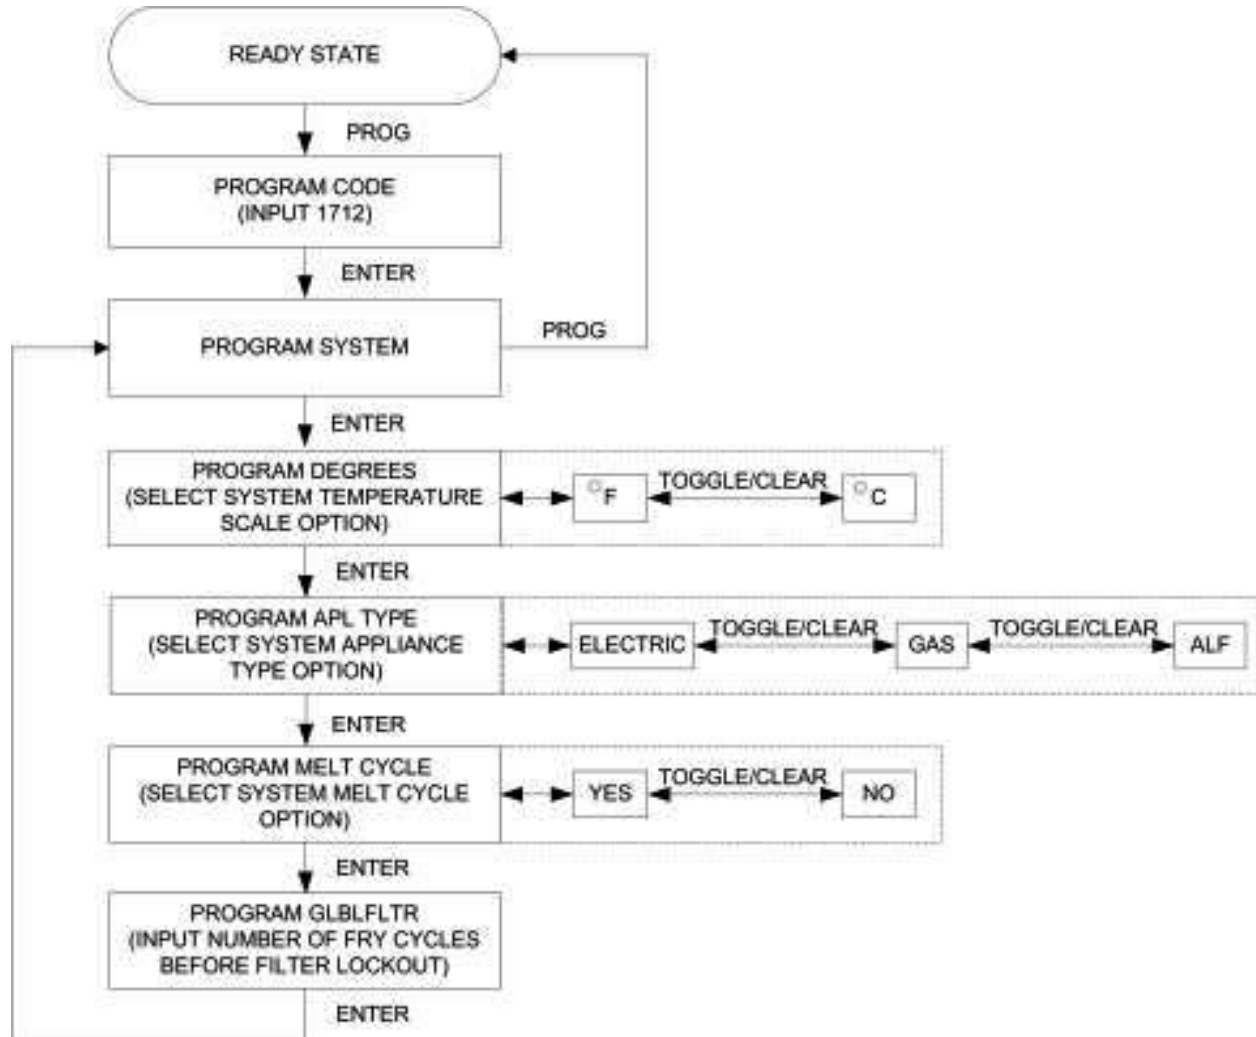 READY STATE
PROG
PROGRAM CODE
(INPUT 1712)
ENTER
PROGRAM SYSTEM
PROG
ENTER
PROGRAM DEGREES
(SELECT SYSTEM TEMPERATURE
SCALE OPTION)
°F
TOGGLE/CLEAR
°C
ENTER
PROGRAM APL TYPE
(SELECT SYSTEM APPLIANCE
TYPE OPTION)
ELECTRIC
TOGGLE/CLEAR
GAS
TOGGLE/CLEAR
ALF
ENTER
PROGRAM MELT CYCLE
(SELECT SYSTEM MELT CYCLE
OPTION)
YES
TOGGLE/CLEAR
NO
ENTER
PROGRAM GLBLFLTR
(INPUT NUMBER OF FRY CYCLES
BEFORE FILTER LOCKOUT)
ENTER